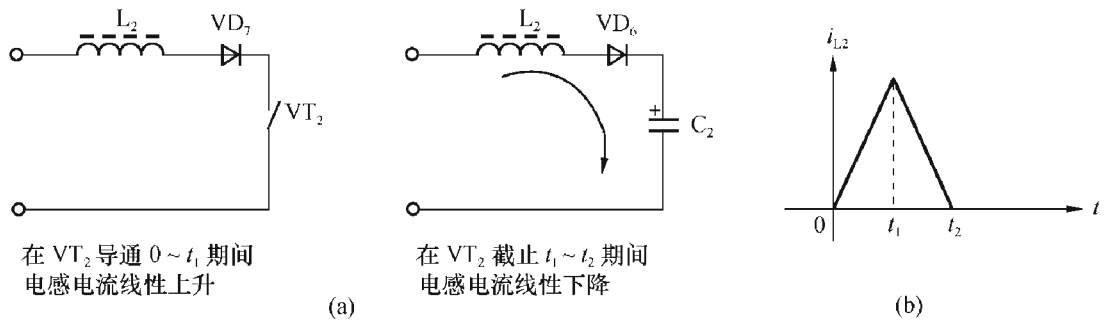 L₂ VD₇
VT₂
在 VT₂ 导通 0 ~ t₁ 期间
电感电流线性上升
L₂ VD₆
+
C₂
在 VT₂ 截止 t₁ ~ t₂ 期间
电感电流线性下降
(a)
i_L2
0 t₁ t₂ t
(b)